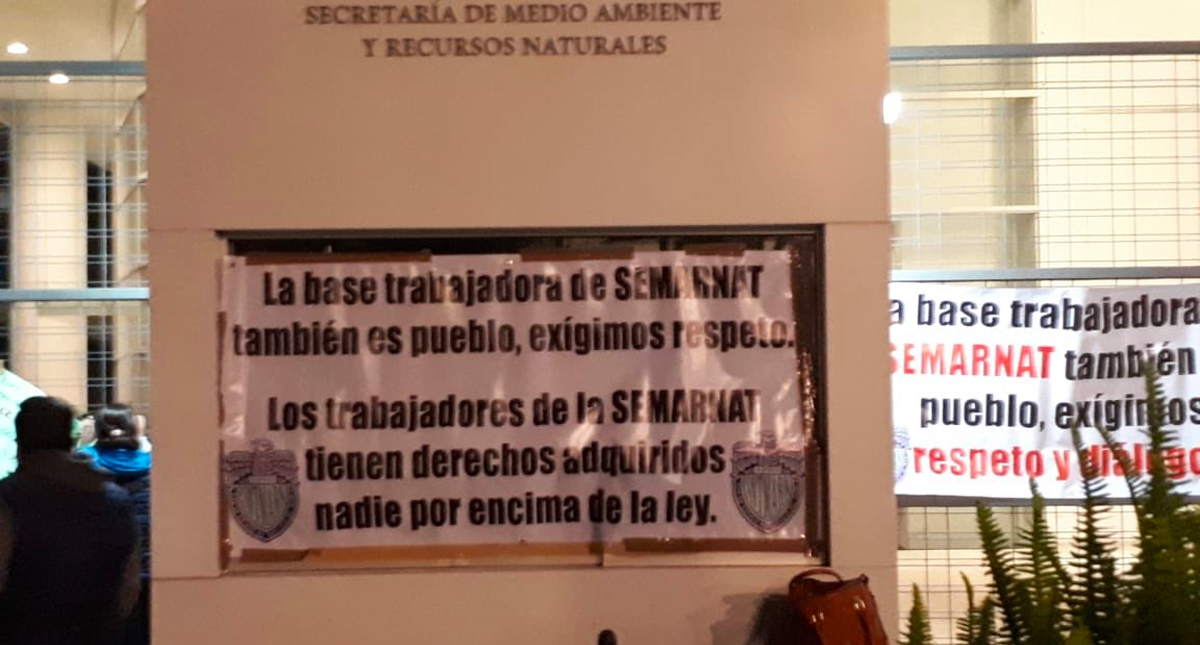 SECRETARÍA DE MEDIO AMBIENTE
Y RECURSOS NATURALES
La base trabajadora de SEMARNAT
también es pueblo, exígimos respeto.
Los trabajadores de la SEMARNAT
tienen derechos adquiridos
nadie por encima de la ley.
a base trabajadora
SEMARNAT también
pueblo, exígimos
respeto y diálogo